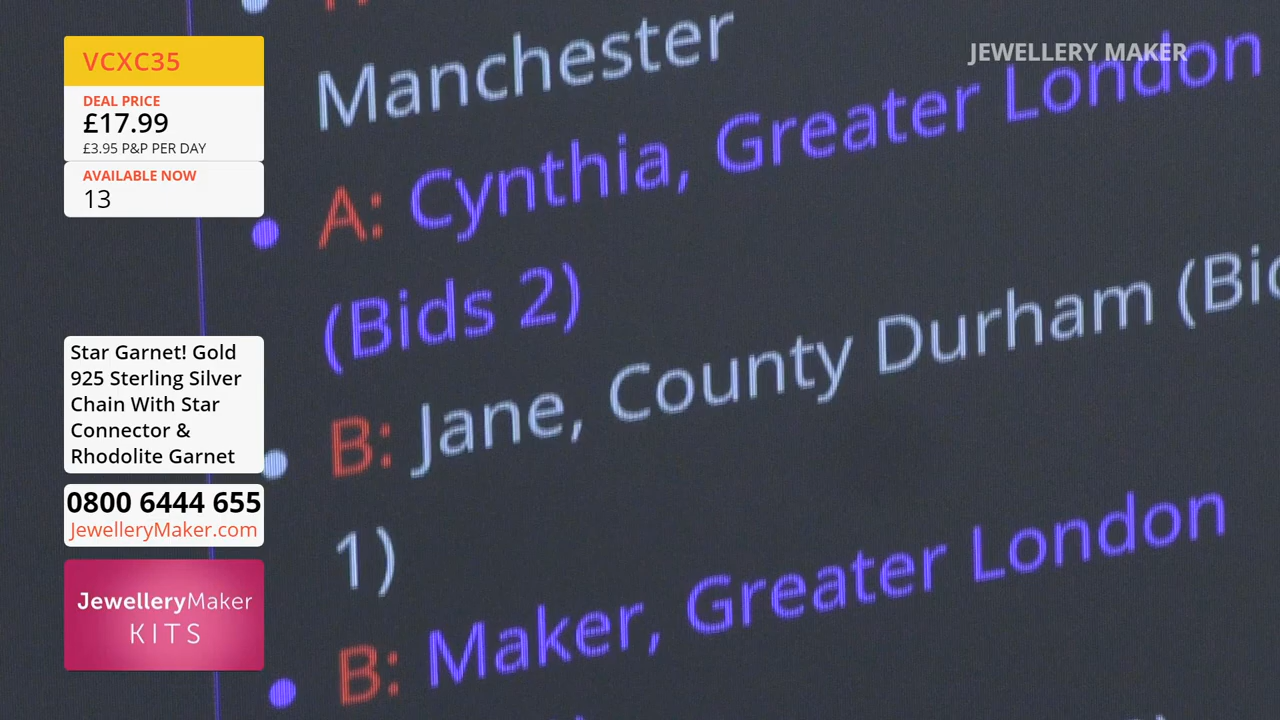 VCXC35
DEAL PRICE
£17.99
£3.95 P&P PER DAY
AVAILABLE NOW
13
Star Garnet! Gold
925 Sterling Silver
Chain With Star
Connector &
Rhodolite Garnet
0800 6444 655
JewelleryMaker.com
JewelleryMaker
KITS
JEWELLERY MAKER
Manchester
A: Cynthia, Greater London
(Bids 2)
B: Jane, County Durham
1)
B: Maker, Greater London